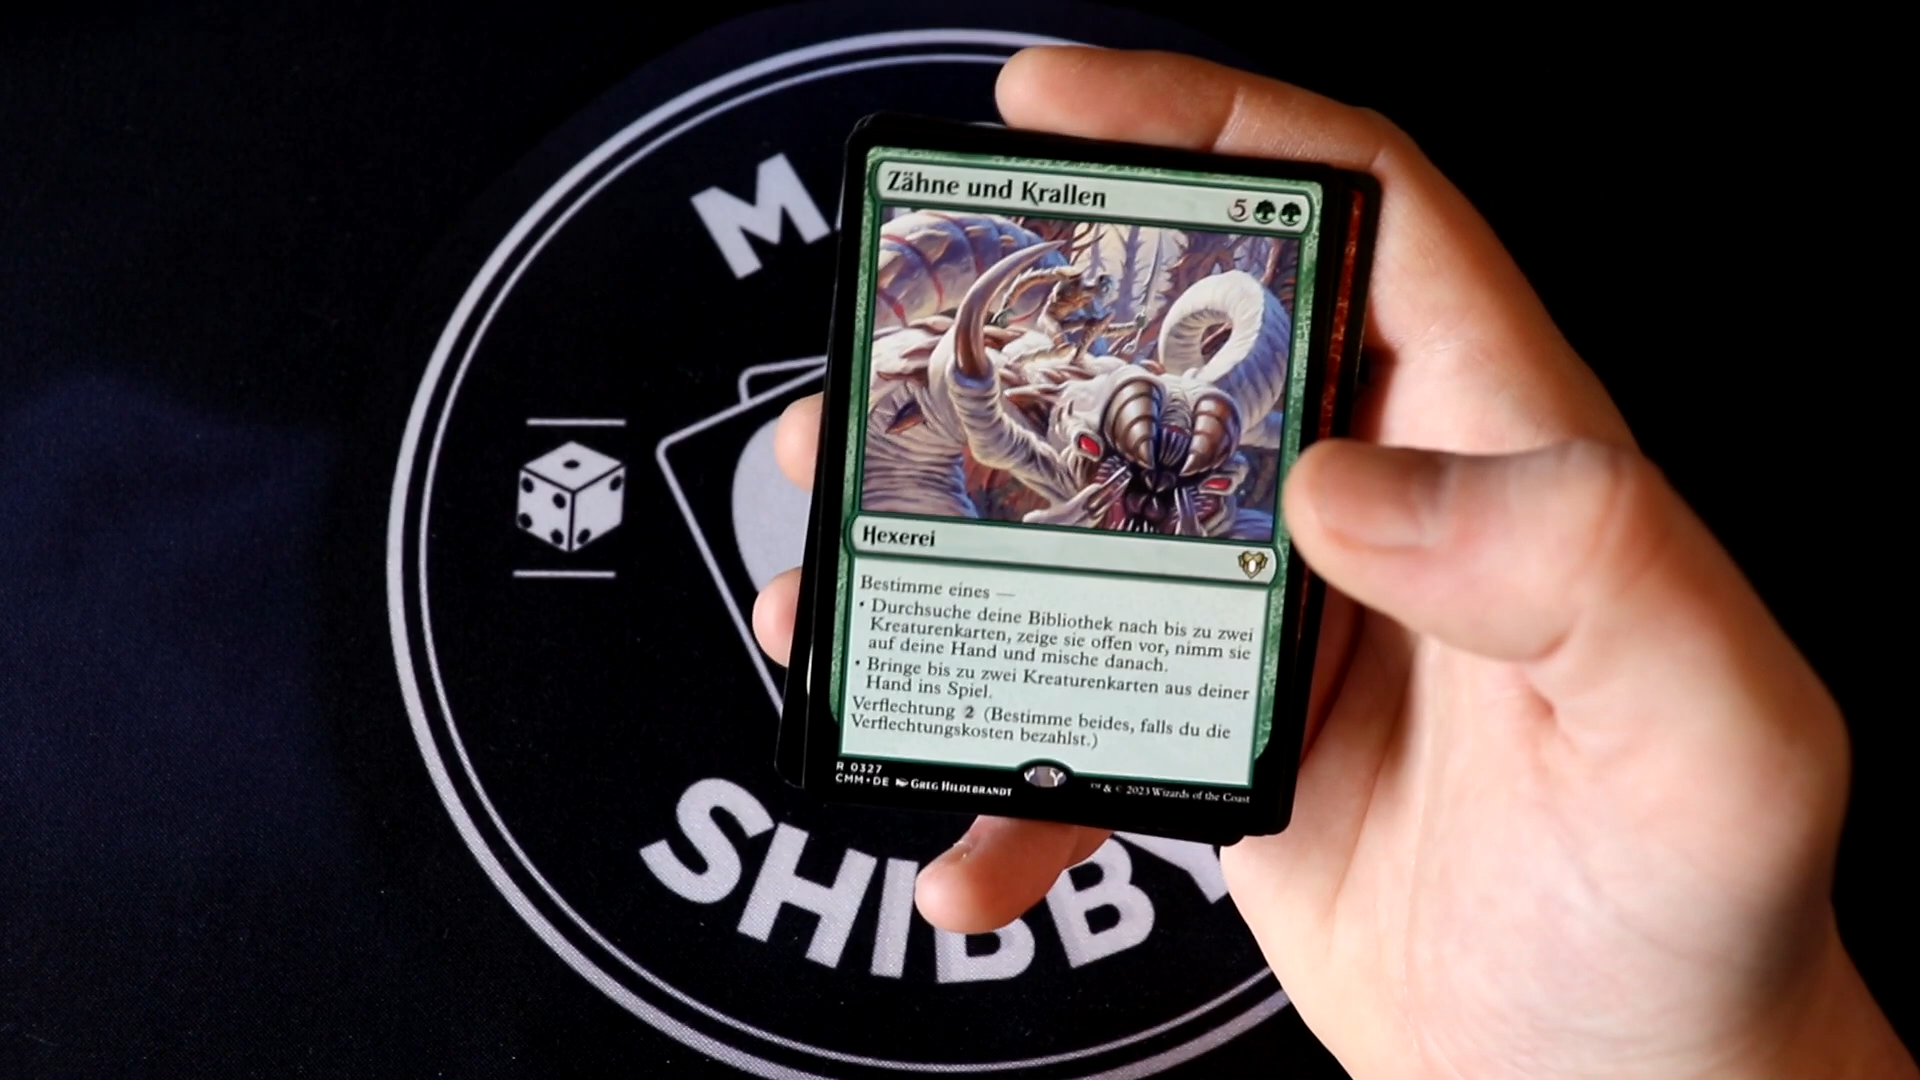 Zähne und Krallen
5
Hexerei
Bestimme eines —
• Durchsuche deine Bibliothek nach bis zu zwei
Kreaturenkarten, zeige sie offen vor, nimm sie
auf deine Hand und mische danach.
• Bringe bis zu zwei Kreaturenkarten aus deiner
Hand ins Spiel.
Verflechtung 2 (Bestimme beides, falls du die
Verflechtungskosten bezahlst.)
R 0327
CMM • DE Greg Hildebrandt
™ & © 2023 Wizards of the Coast
SHIBBY